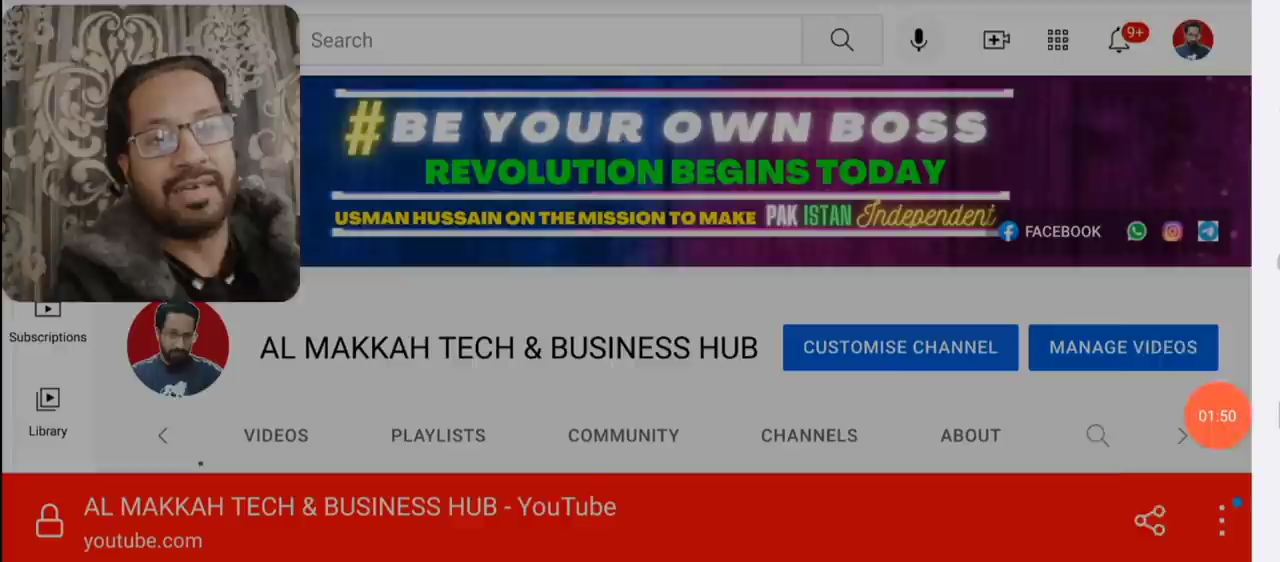 Search
9+
#BE YOUR OWN BOSS
REVOLUTION BEGINS TODAY
USMAN HUSSAIN ON THE MISSION TO MAKE PAKISTAN Independent
FACEBOOK
Subscriptions
AL MAKKAH TECH & BUSINESS HUB
CUSTOMISE CHANNEL
MANAGE VIDEOS
Library
01:50
VIDEOS
PLAYLISTS
COMMUNITY
CHANNELS
ABOUT
AL MAKKAH TECH & BUSINESS HUB - YouTube
youtube.com